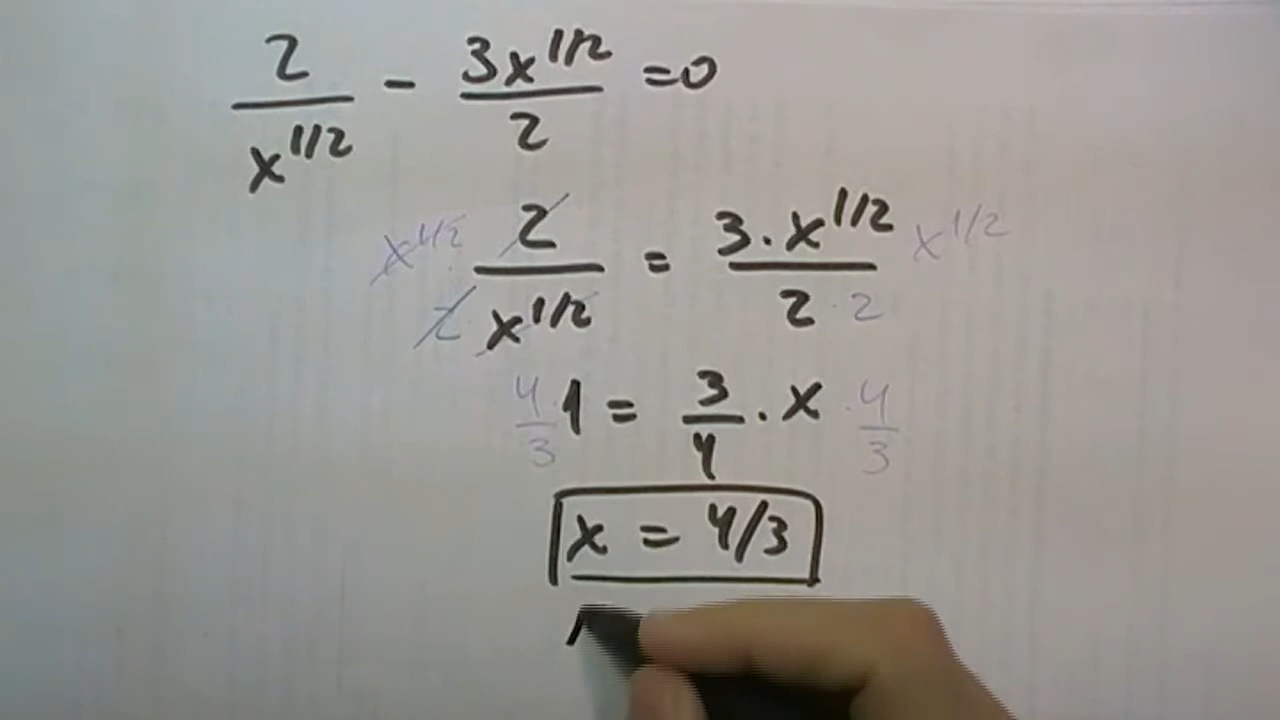 2/x^1/2 - 3x^1/2/2 =0
x^1/2 2/2 · x^1/2 = 3·x^1/2/2·2 x^1/2
4/3 · 1 = 3/4 · x · 4/3
x = 4/3